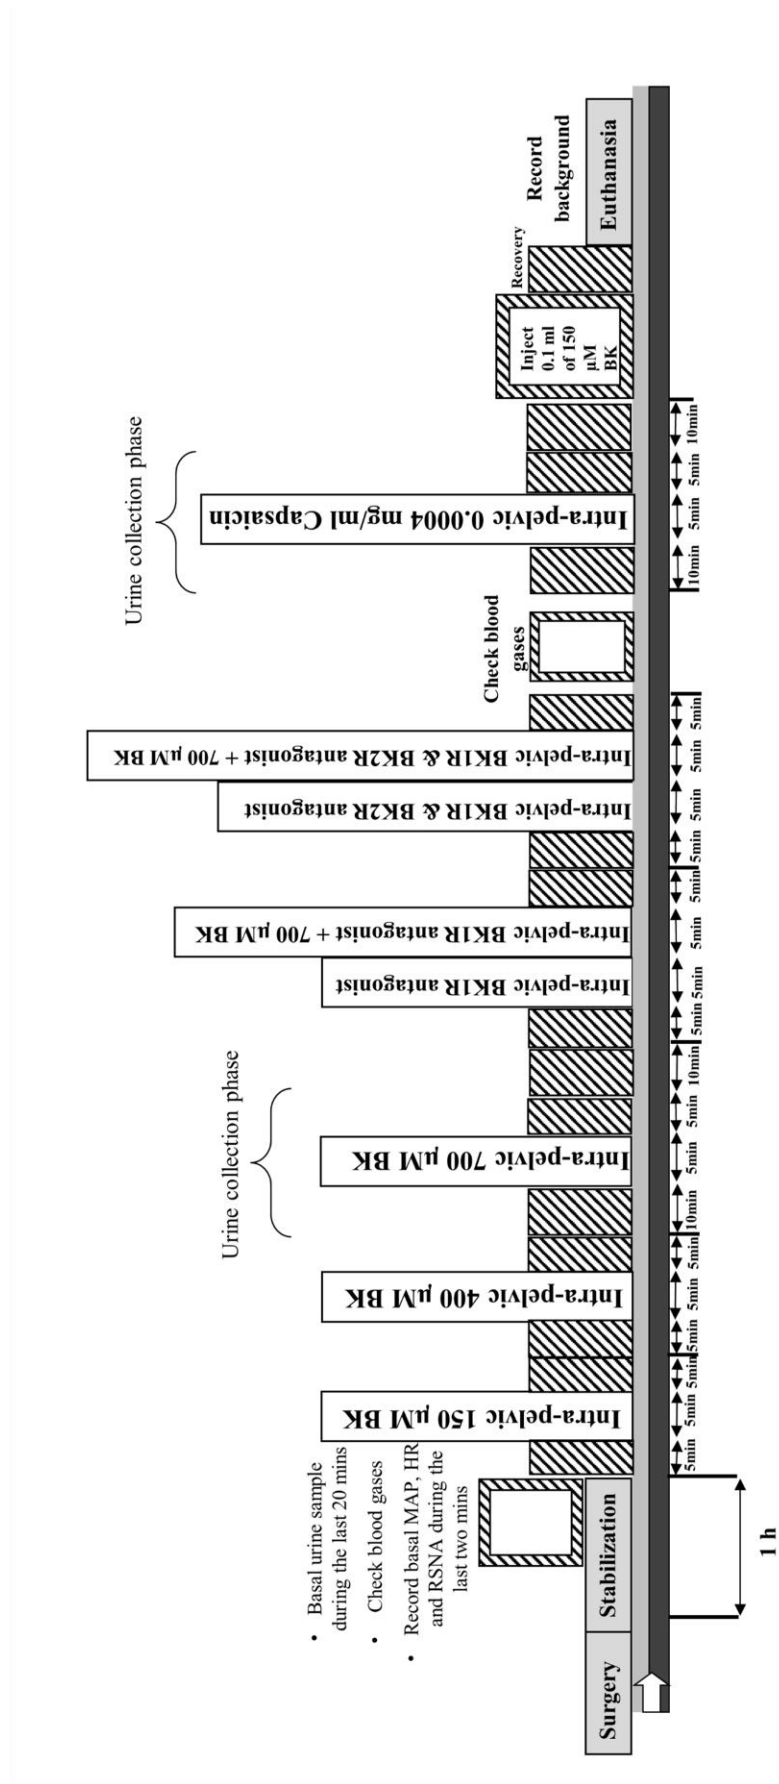 Surgery
Stabilization
1 h
• Basal urine sample
during the last 20 mins
• Check blood gases
• Record basal MAP, HR
and RSNA during the
last two mins
5min
Intra-pelvic 150 µM BK
5min
5min
5min
Intra-pelvic 400 µM BK
5min
5min
Urine collection phase
10min
Intra-pelvic 700 µM BK
5min
5min
10min
5min
Intra-pelvic BK1R antagonist
5min
Intra-pelvic BK1R antagonist + 700 µM BK
5min
5min
5min
Intra-pelvic BK1R & BK2R antagonist
5min
Intra-pelvic BK1R & BK2R antagonist + 700 µM BK
5min
5min
Check blood
gases
Urine collection phase
10min
Intra-pelvic 0.0004 mg/ml Capsaicin
5min
5min
10min
Inject
0.1 ml
of 150
µM
BK
Recovery
Record
background
Euthanasia